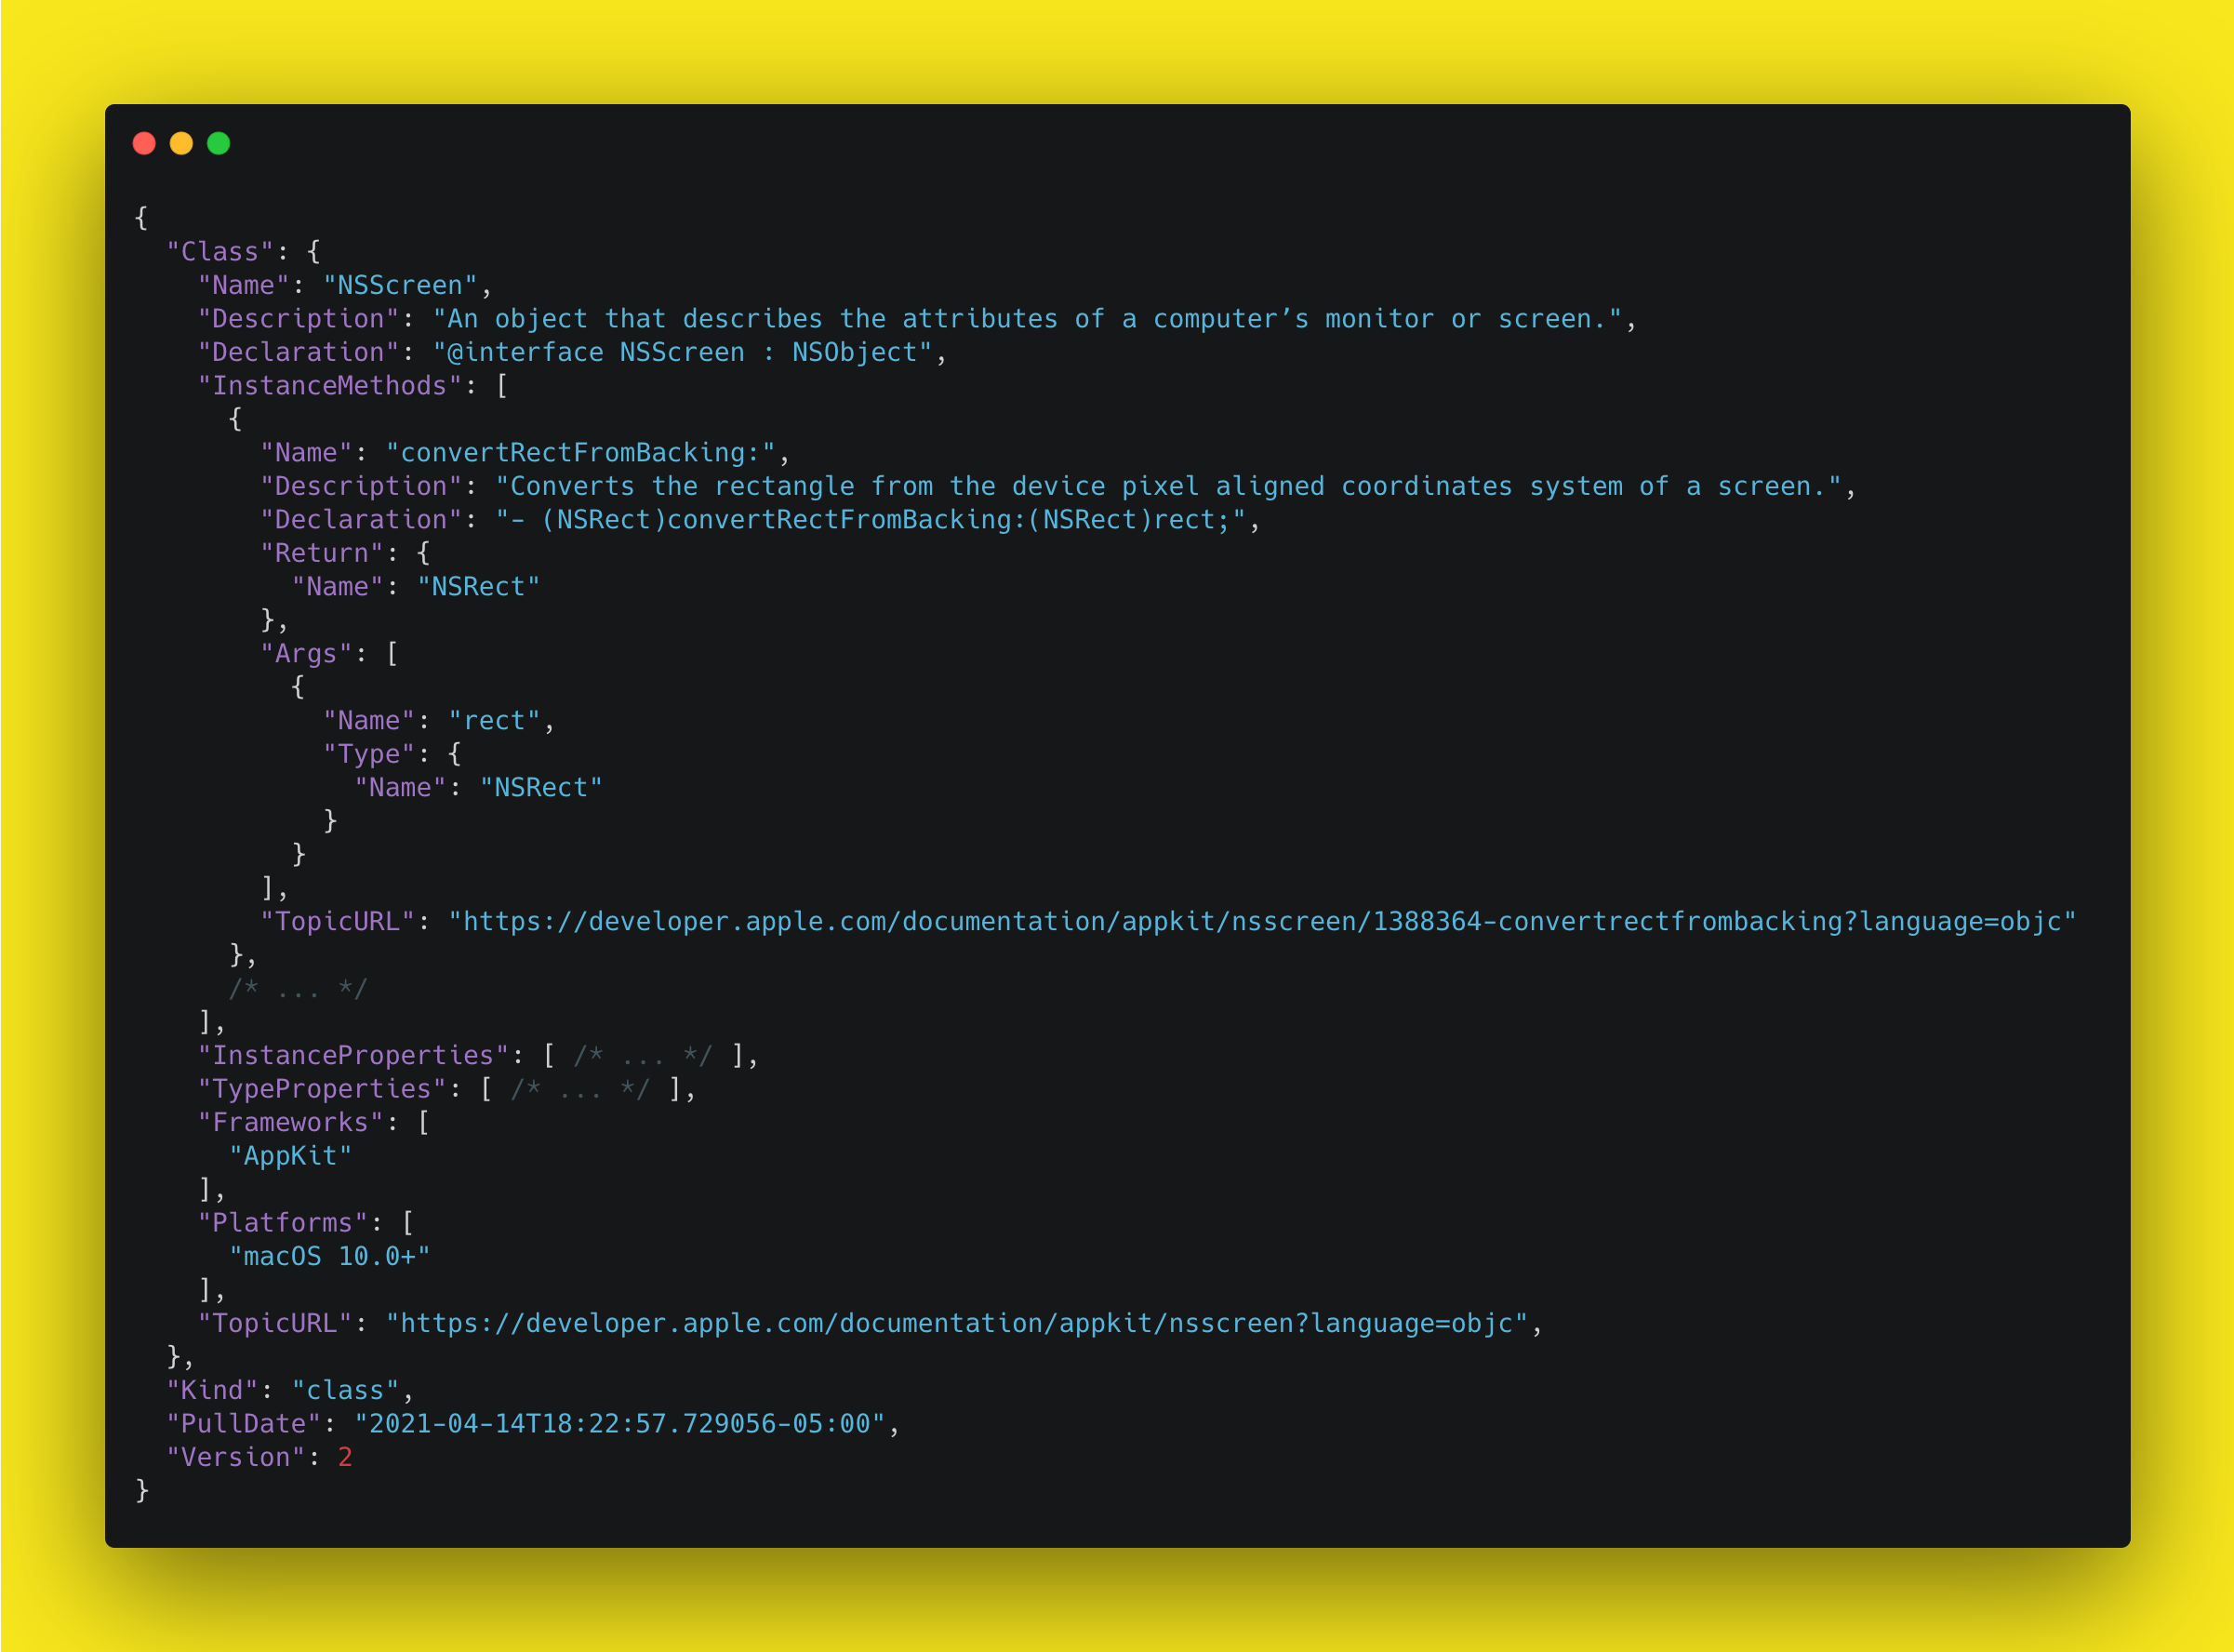 {
  "Class": {
    "Name": "NSScreen",
    "Description": "An object that describes the attributes of a computer’s monitor or screen.",
    "Declaration": "@interface NSScreen : NSObject",
    "InstanceMethods": [
      {
        "Name": "convertRectFromBacking:",
        "Description": "Converts the rectangle from the device pixel aligned coordinates system of a screen.",
        "Declaration": "- (NSRect)convertRectFromBacking:(NSRect)rect;",
        "Return": {
          "Name": "NSRect"
        },
        "Args": [
          {
            "Name": "rect",
            "Type": {
              "Name": "NSRect"
            }
          }
        ],
        "TopicURL": "https://developer.apple.com/documentation/appkit/nsscreen/1388364-convertrectfrombacking?language=objc"
      },
      /* ... */
    ],
    "InstanceProperties": [ /* ... */ ],
    "TypeProperties": [ /* ... */ ],
    "Frameworks": [
      "AppKit"
    ],
    "Platforms": [
      "macOS 10.0+"
    ],
    "TopicURL": "https://developer.apple.com/documentation/appkit/nsscreen?language=objc",
  },
  "Kind": "class",
  "PullDate": "2021-04-14T18:22:57.729056-05:00",
  "Version": 2
}